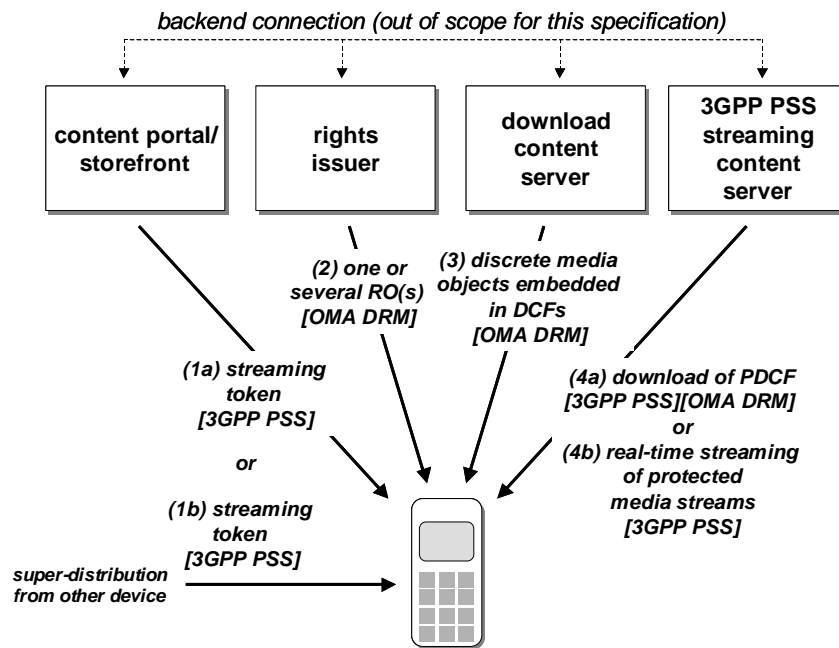 backend connection (out of scope for this specification)
content portal/
storefront
rights
issuer
download
content
server
3GPP PSS
streaming
content
server
(2) one or
several RO(s)
[OMA DRM]
(3) discrete media
objects embedded
in DCFs
[OMA DRM]
(1a) streaming
token
[3GPP PSS]
or
(1b) streaming
token
[3GPP PSS]
(4a) download of PDCF
[3GPP PSS][OMA DRM]
or
(4b) real-time streaming
of protected
media streams
[3GPP PSS]
super-distribution
from other device